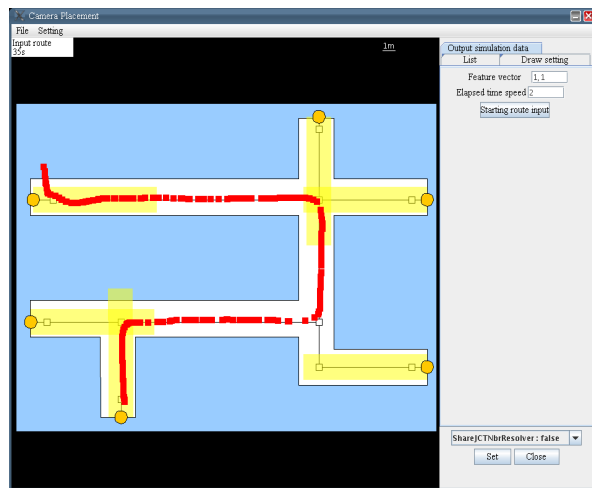 Camera Placement
File Setting
Input route
35s
1m
Output simulation data
List Draw setting
Feature vector 1, 1
Elapsed time speed 2
Starting route input
ShareJCTNbrResolver : false
Set Close